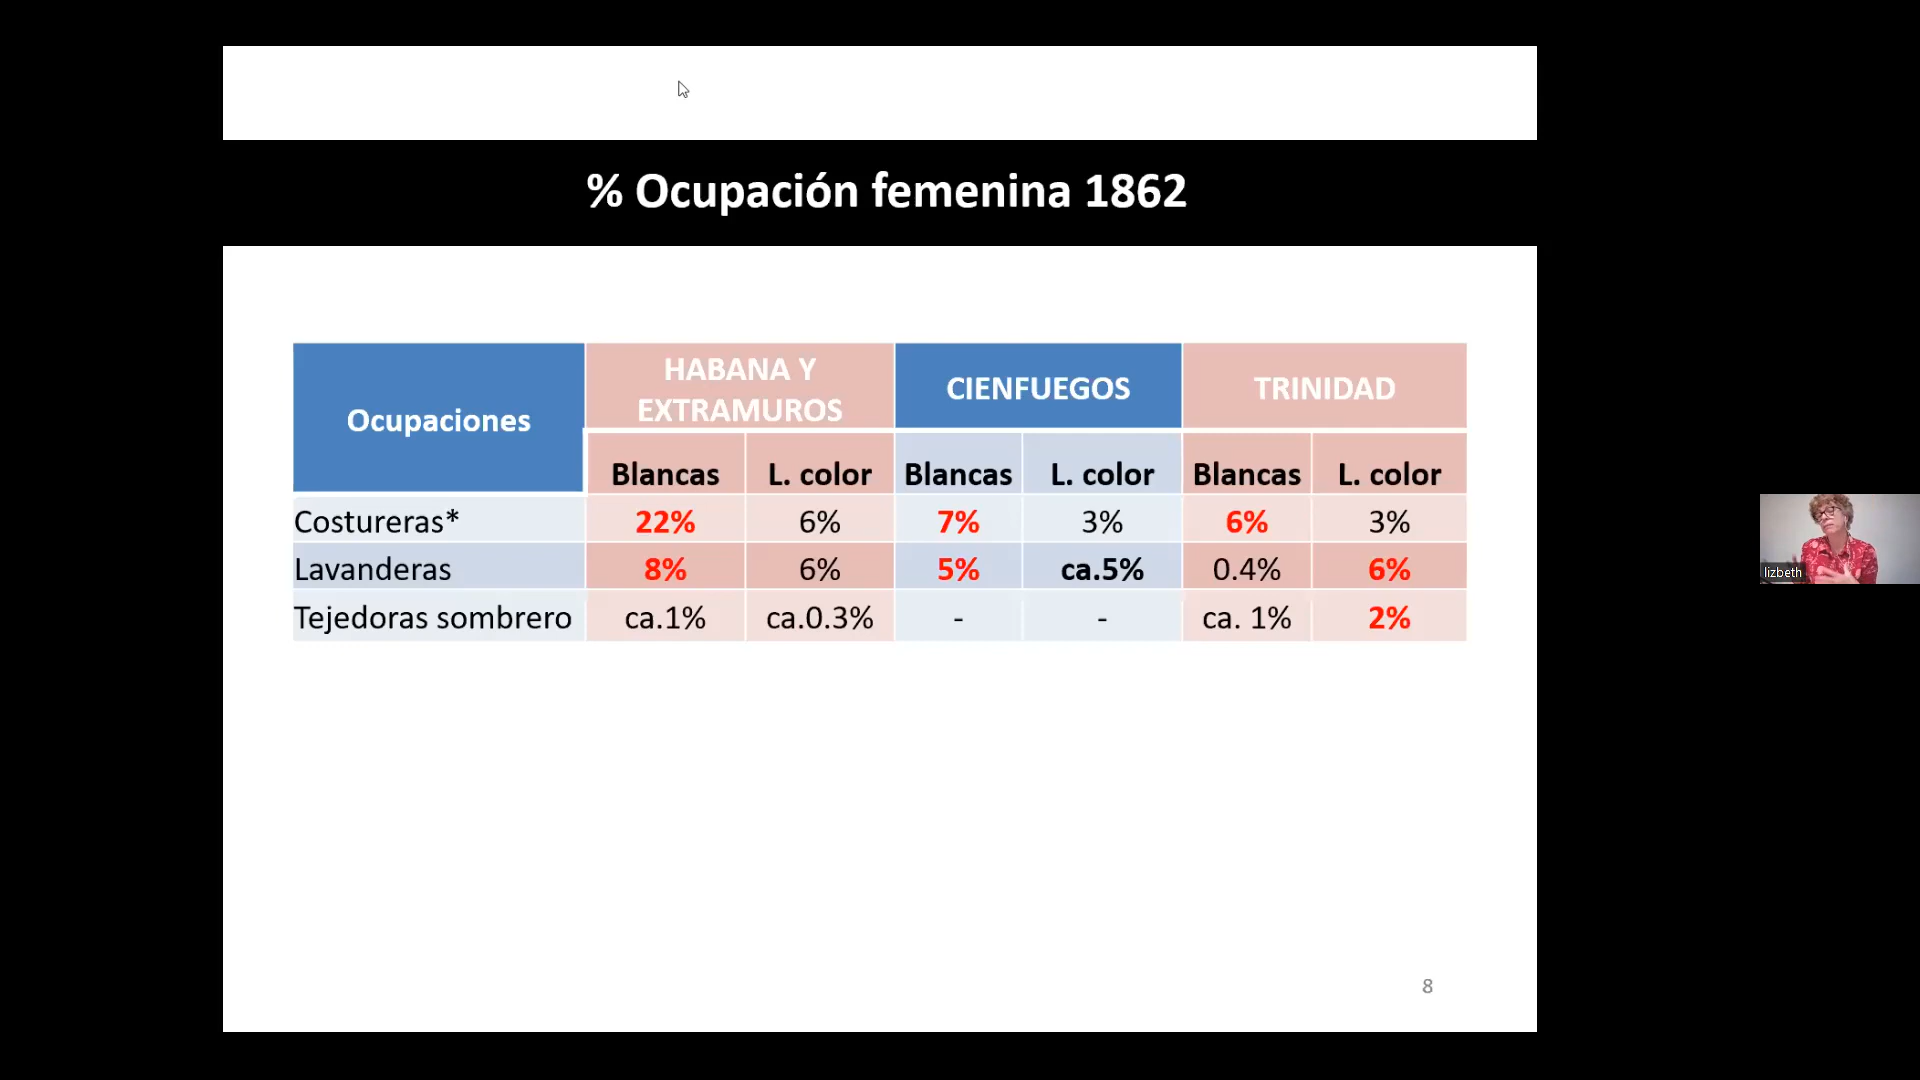 % Ocupación femenina 1862
Ocupaciones
HABANA Y
EXTRAMUROS
CIENFUEGOS
TRINIDAD
Blancas L. color Blancas L. color Blancas L. color
Costureras* 22% 6% 7% 3% 6% 3%
Lavanderas 8% 6% 5% ca.5% 0.4% 6%
Tejedoras sombrero ca.1% ca.0.3% - - ca. 1% 2%
lizbeth
8